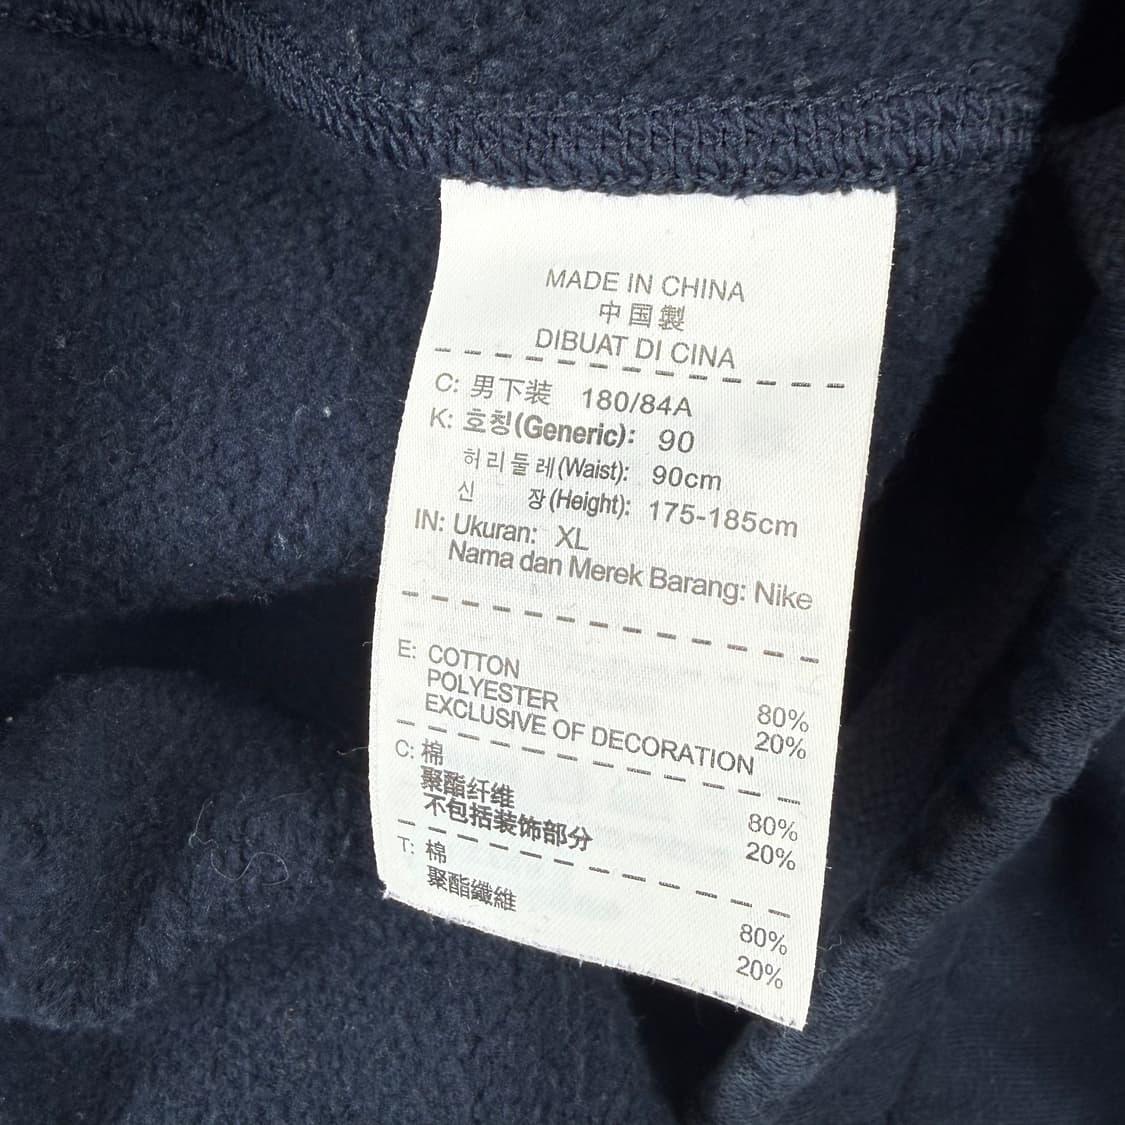 MADE IN CHINA
中国製
DIBUAT DI CINA
C: 男下装 180/84A
K: 호칭(Generic): 90
허리둘레(Waist): 90cm
신 장(Height): 175-185cm
IN: Ukuran: XL
Nama dan Merek Barang: Nike
E: COTTON 80%
POLYESTER 20%
EXCLUSIVE OF DECORATION
C: 棉 80%
聚酯纤维 20%
不包括装饰部分
T: 棉 80%
聚酯纖維 20%